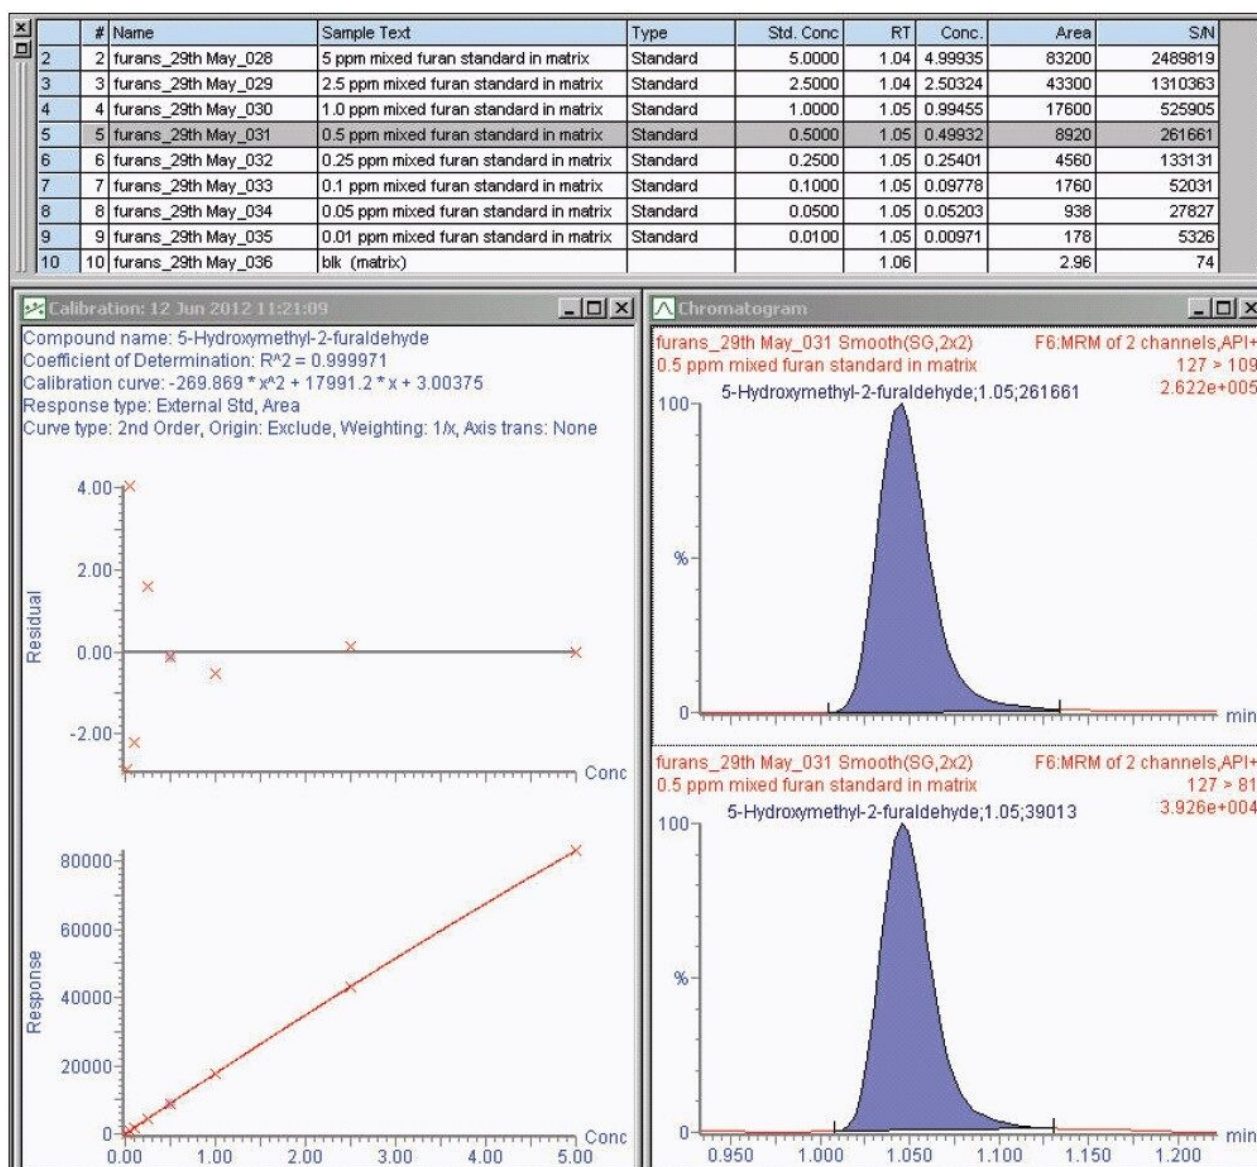 # Name Sample Text Type Std. Conc RT Conc. Area S/N
2 2 furans_29th May_028 5 ppm mixed furan standard in matrix Standard 5.0000 1.04 4.99935 83200 2489819
3 3 furans_29th May_029 2.5 ppm mixed furan standard in matrix Standard 2.5000 1.04 2.50324 43300 1310363
4 4 furans_29th May_030 1.0 ppm mixed furan standard in matrix Standard 1.0000 1.05 0.99455 17600 525905
5 5 furans_29th May_031 0.5 ppm mixed furan standard in matrix Standard 0.5000 1.05 0.49932 8920 261661
6 6 furans_29th May_032 0.25 ppm mixed furan standard in matrix Standard 0.2500 1.05 0.25401 4560 133131
7 7 furans_29th May_033 0.1 ppm mixed furan standard in matrix Standard 0.1000 1.05 0.09778 1760 52031
8 8 furans_29th May_034 0.05 ppm mixed furan standard in matrix Standard 0.0500 1.05 0.05203 938 27827
9 9 furans_29th May_035 0.01 ppm mixed furan standard in matrix Standard 0.0100 1.05 0.00971 178 5326
10 10 furans_29th May_036 blk (matrix) 1.06 2.96 74
Calibration: 12 Jun 2012 11:21:09
Compound name: 5-Hydroxymethyl-2-furaldehyde
Coefficient of Determination: R^2 = 0.999971
Calibration curve: -269.869 * x^2 + 17991.2 * x + 3.00375
Response type: External Std, Area
Curve type: 2nd Order, Origin: Exclude, Weighting: 1/x, Axis trans: None
4.00
2.00
0.00
-2.00
Residual
Conc
80000
60000
40000
20000
0
Response
Conc
0.00 1.00 2.00 3.00 4.00 5.00
Chromatogram
furans_29th May_031 Smooth(SG,2x2) F6:MRM of 2 channels,API+
0.5 ppm mixed furan standard in matrix 127 > 109
2.622e+005
5-Hydroxymethyl-2-furaldehyde;1.05;261661
100
%
0
min
0.950 1.000 1.050 1.100 1.150 1.200
furans_29th May_031 Smooth(SG,2x2) F6:MRM of 2 channels,API+
0.5 ppm mixed furan standard in matrix 127 > 81
3.926e+004
5-Hydroxymethyl-2-furaldehyde;1.05;39013
100
%
0
min
0.950 1.000 1.050 1.100 1.150 1.200